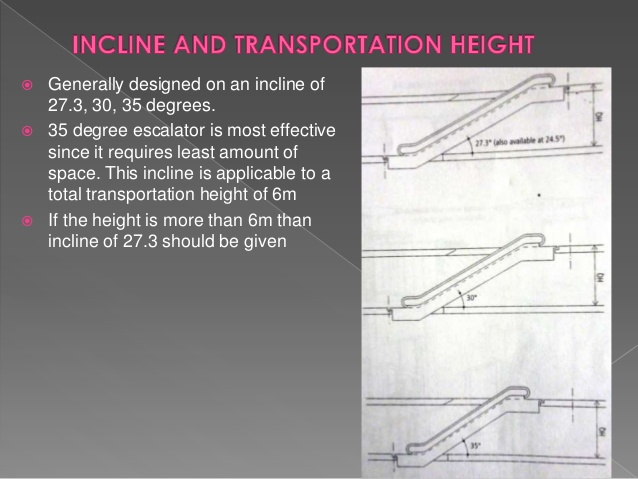 INCLINE AND TRANSPORTATION HEIGHT
Generally designed on an incline of
27.3, 30, 35 degrees.
35 degree escalator is most effective
since it requires least amount of
space. This incline is applicable to a
total transportation height of 6m
If the height is more than 6m than
incline of 27.3 should be given
27.3° (also available at 24.5°)
HQ
30°
HQ
35°
HQ